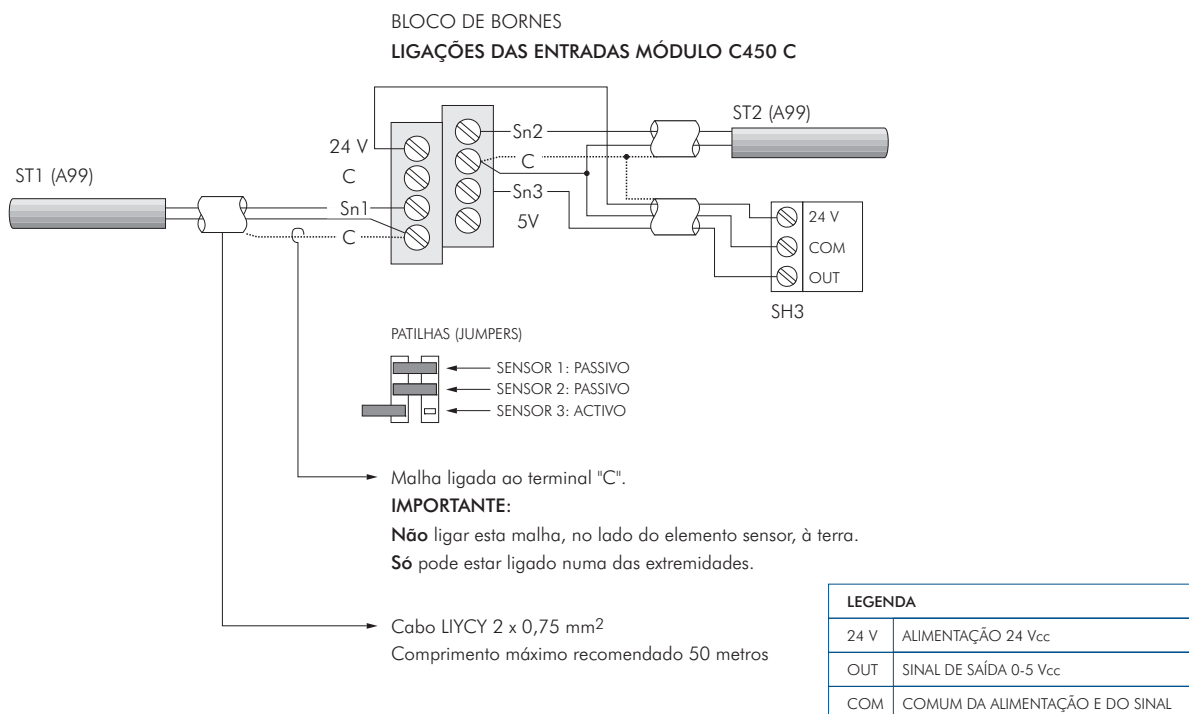 BLOCO DE BORNES
LIGAÇÕES DAS ENTRADAS MÓDULO C450 C
ST1 (A99)
24 V
C
Sn1
C
Sn2
C
Sn3
5V
ST2 (A99)
24 V
COM
OUT
SH3
PATILHAS (JUMPERS)
SENSOR 1: PASSIVO
SENSOR 2: PASSIVO
SENSOR 3: ACTIVO
Malha ligada ao terminal "C".
IMPORTANTE:
Não ligar esta malha, no lado do elemento sensor, à terra.
Só pode estar ligado numa das extremidades.
Cabo LIYCY 2 x 0,75 mm2
Comprimento máximo recomendado 50 metros
LEGENDA
24 V ALIMENTAÇÃO 24 Vcc
OUT SINAL DE SAÍDA 0-5 Vcc
COM COMUM DA ALIMENTAÇÃO E DO SINAL